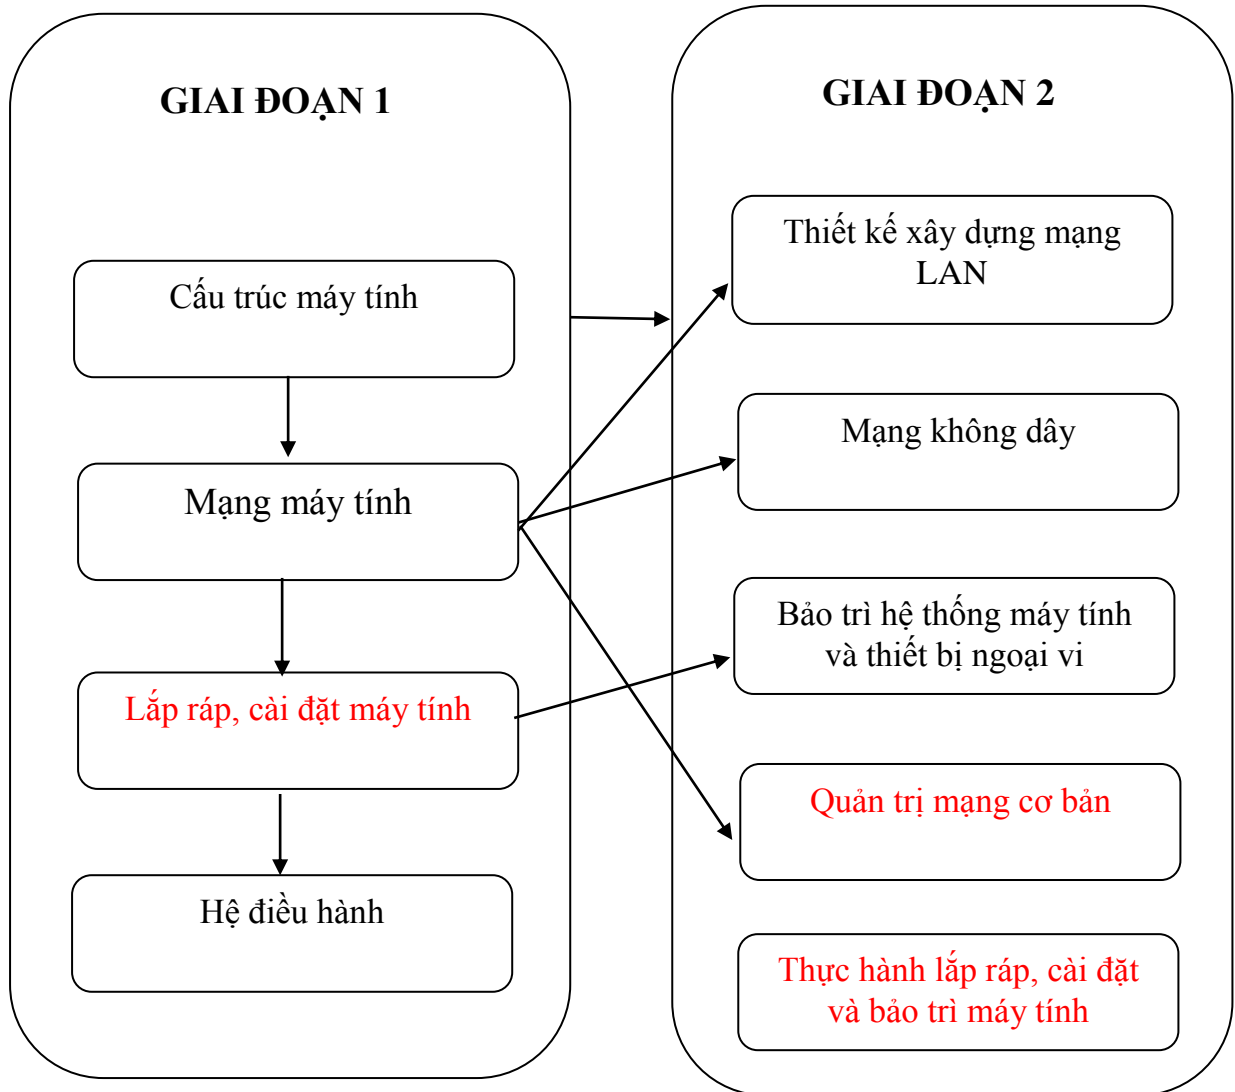 GIAI ĐOẠN 1
Cấu trúc máy tính
Mạng máy tính
Lắp ráp, cài đặt máy tính
Hệ điều hành
GIAI ĐOẠN 2
Thiết kế xây dựng mạng
LAN
Mạng không dây
Bảo trì hệ thống máy tính
và thiết bị ngoại vi
Quản trị mạng cơ bản
Thực hành lắp ráp, cài đặt
và bảo trì máy tính